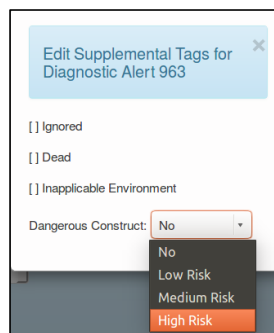 Edit Supplemental Tags for
Diagnostic Alert 963
×
[ ] Ignored
[ ] Dead
[ ] Inapplicable Environment
Dangerous Construct: No
No
Low Risk
Medium Risk
High Risk